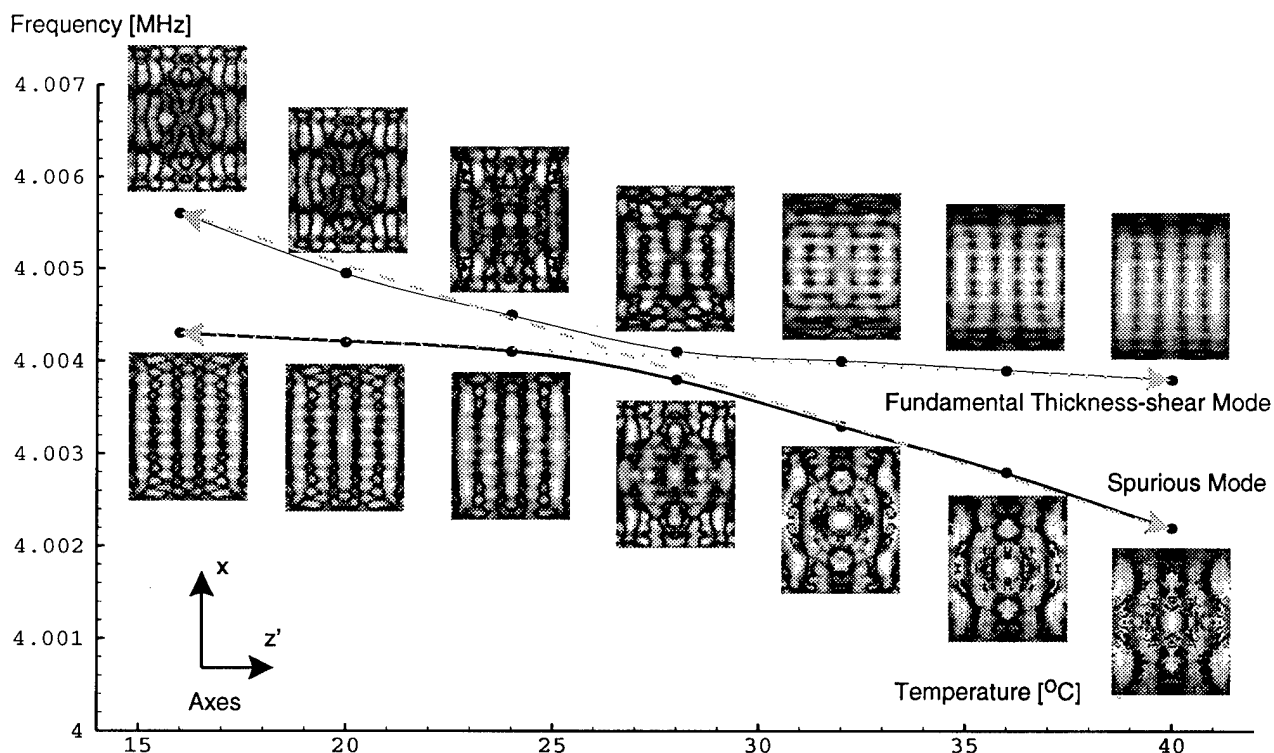 Frequency [MHz]
4.007
4.006
4.005
4.004
Fundamental Thickness-shear Mode
4.003
Spurious Mode
4.002
x
4.001
z'
Axes
Temperature [°C]
4
15 20 25 30 35 40